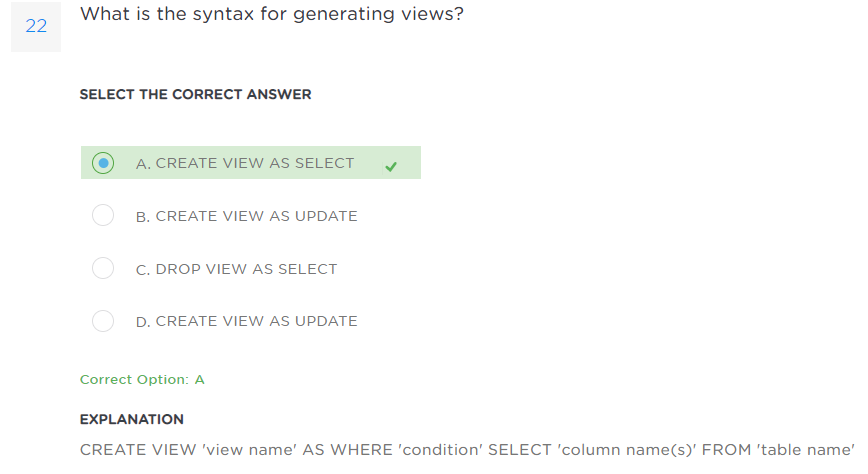 22
What is the syntax for generating views?
SELECT THE CORRECT ANSWER
A. CREATE VIEW AS SELECT
B. CREATE VIEW AS UPDATE
C. DROP VIEW AS SELECT
D. CREATE VIEW AS UPDATE
Correct Option: A
EXPLANATION
CREATE VIEW 'view name' AS WHERE 'condition' SELECT 'column name(s)' FROM 'table name'